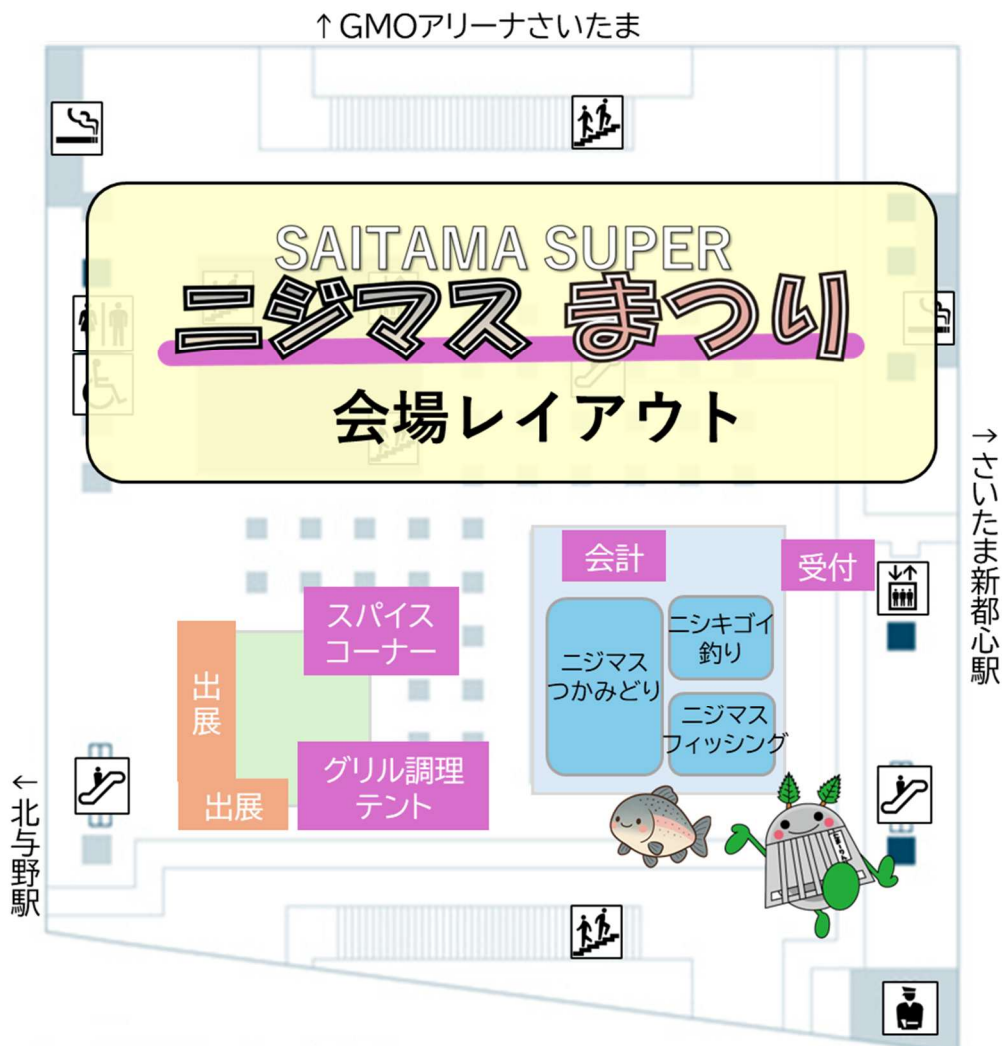 ↑GMOアリーナさいたま
SAITAMA SUPER
ニジマス まつり
会場レイアウト
→さいたま新都心駅
会計
受付
スパイス
コーナー
ニシキゴイ
釣り
ニジマス
つかみどり
ニジマス
フィッシング
出展
グリル調理
テント
出展
←北与野駅